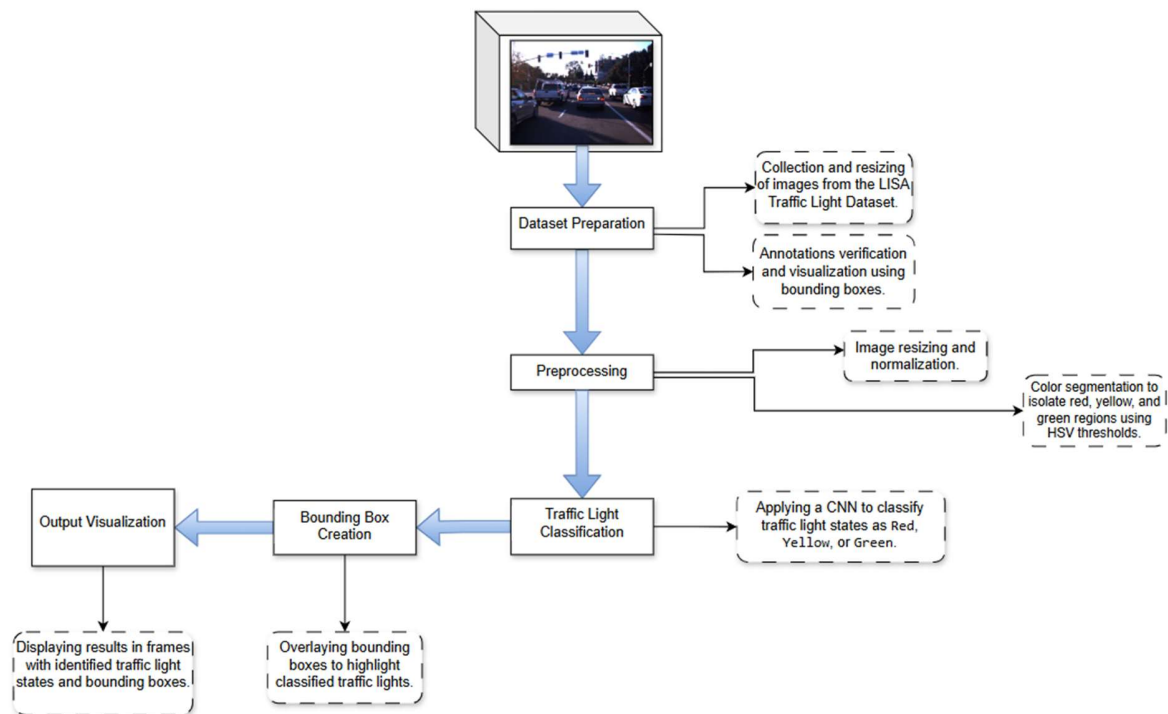 Collection and resizing
of images from the LISA
Traffic Light Dataset.
Dataset Preparation
Annotations verification
and visualization using
bounding boxes.
Preprocessing
Image resizing and
normalization.
Color segmentation to
isolate red, yellow, and
green regions using
HSV thresholds.
Output Visualization
Bounding Box
Creation
Traffic Light
Classification
Applying a CNN to classify
traffic light states as Red,
Yellow, or Green.
Displaying results in frames
with identified traffic light
states and bounding boxes.
Overlaying bounding
boxes to highlight
classified traffic lights.